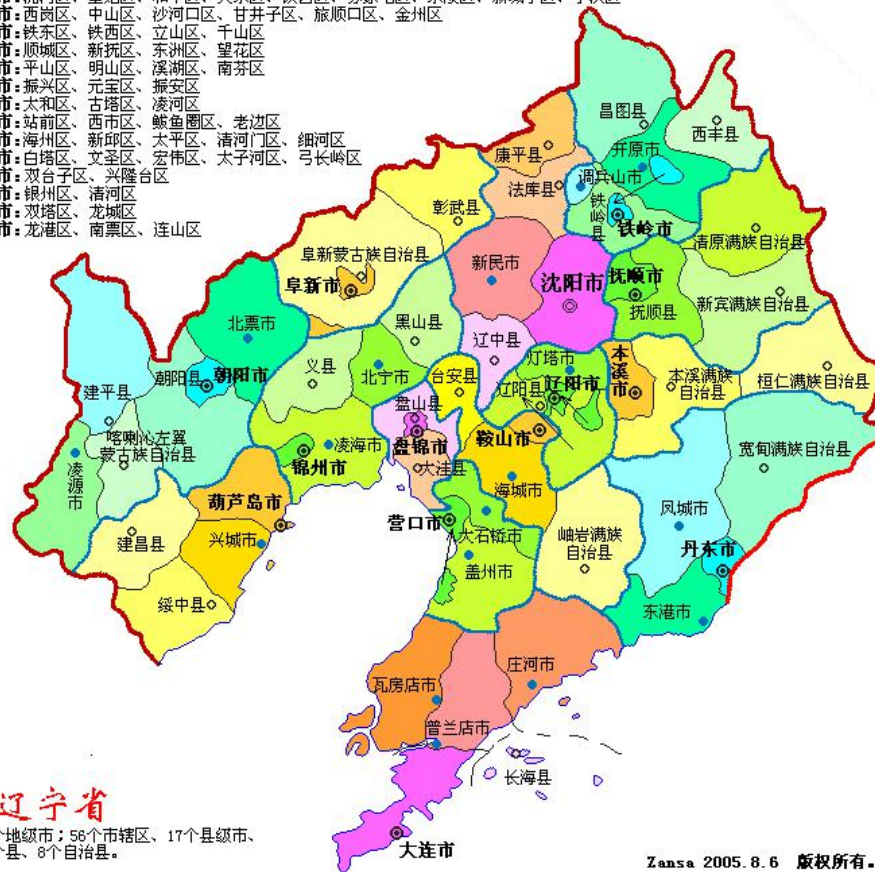 市:西岗区、中山区、沙河口区、甘井子区、旅顺口区、金州区
市:铁东区、铁西区、立山区、千山区
市:顺城区、新抚区、东洲区、望花区
市:平山区、明山区、溪湖区、南芬区
市:振兴区、元宝区、振安区
市:太和区、古塔区、凌河区
市:站前区、西市区、鲅鱼圈区、老边区
市:海州区、新邱区、太平区、清河门区、细河区
市:白塔区、文圣区、宏伟区、太子河区、弓长岭区
市:双台子区、兴隆台区
市:银州区、清河区
市:双塔区、龙城区
市:龙港区、南票区、连山区
昌图县
西丰县
开原市
康平县
调兵山市
法库县
铁岭县
铁岭市
彰武县
清原满族自治县
阜新蒙古族自治县
阜新市
新民市
沈阳市
抚顺市
抚顺县
新宾满族自治县
北票市
黑山县
辽中县
灯塔市
本溪市
本溪满族
自治县
桓仁满族自治县
朝阳县
朝阳市
义县
北宁市
台安县
辽阳县
辽阳市
建平县
盘山县
盘锦市
鞍山市
大洼县
喀喇沁左翼
蒙古族自治县
凌海市
锦州市
宽甸满族自治县
凌源市
海城市
葫芦岛市
凤城市
营口市
大石桥市
岫岩满族
自治县
建昌县
兴城市
丹东市
盖州市
绥中县
东港市
庄河市
瓦房店市
普兰店市
长海县
辽宁省
个地级市;56个市辖区、17个县级市、
个县、8个自治县。
大连市
Zansa 2005.8.6 版权所有。